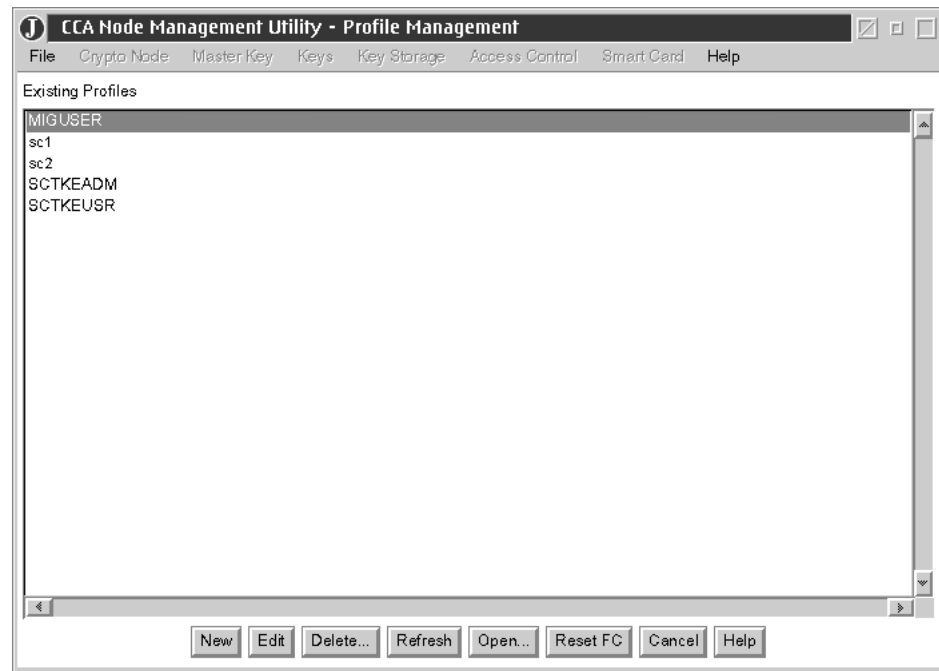 J CCA Node Management Utility - Profile Management
File Crypto Node Master Key Keys Key Storage Access Control Smart Card Help
Existing Profiles
MIGUSER
sc1
sc2
SCTKEADM
SCTKEUSR
New Edit Delete... Refresh Open... Reset FC Cancel Help